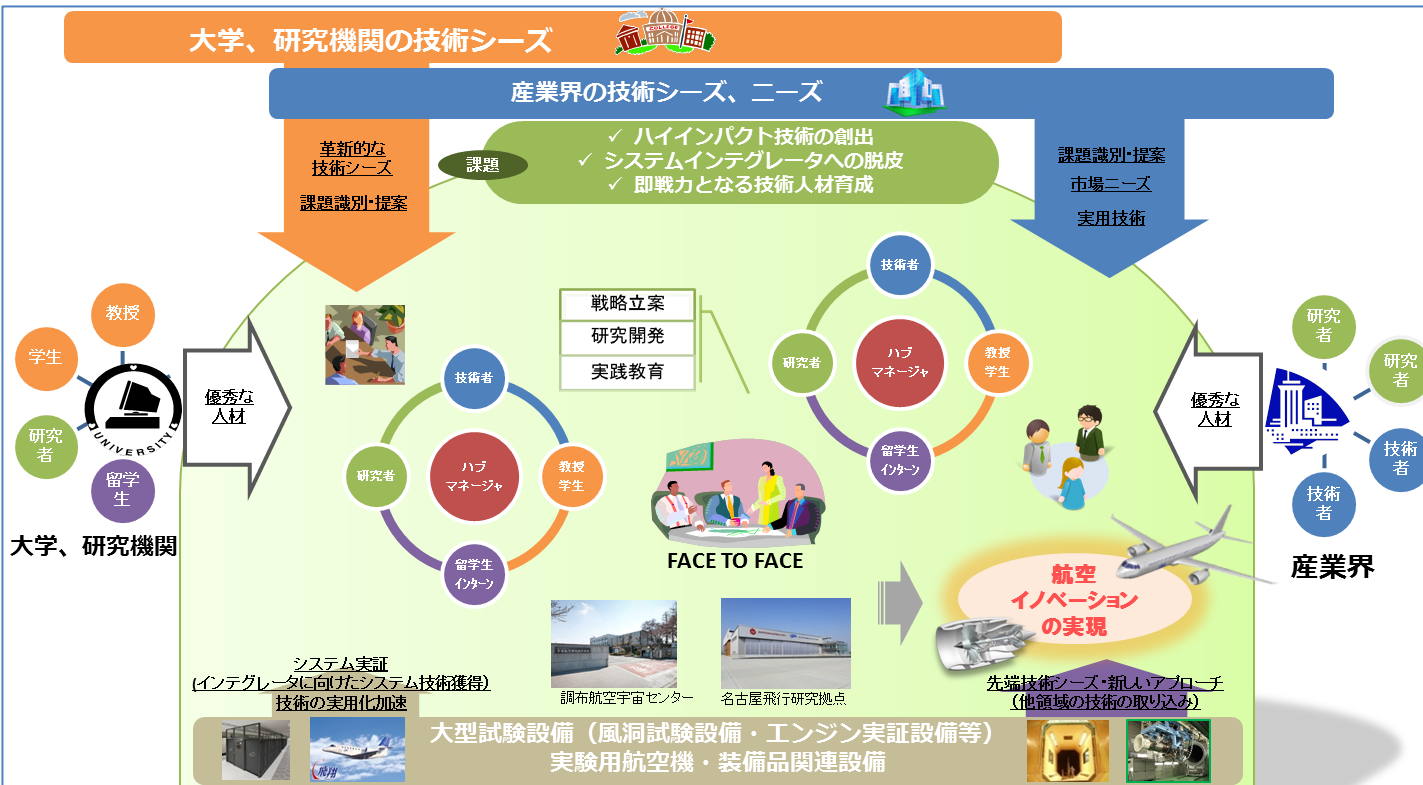 大学、研究機関の技術シーズ
COLLEGE
産業界の技術シーズ、ニーズ
革新的な
技術シーズ
課題識別・提案
課題
✓ ハイインパクト技術の創出
✓ システムインテグレータへの脱皮
✓ 即戦力となる技術人材育成
課題識別・提案
市場ニーズ
実用技術
教授
学生
研究
者
留学
生
UNIVERSITY
大学、研究機関
優秀な
人材
技術者
研究者
ハブ
マネージャ
教授
学生
留学生
インターン
戦略立案
研究開発
実践教育
技術者
研究者
ハブ
マネージャ
教授
学生
留学生
インターン
優秀な
人材
研究
者
研究
者
技術
者
技術
者
産業界
FACE TO FACE
航空
イノベーション
の実現
調布航空宇宙センター
名古屋飛行研究拠点
システム実証
(インテグレータに向けたシステム技術獲得)
技術の実用化加速
先端技術シーズ・新しいアプローチ
(他領域の技術の取り込み)
大型試験設備（風洞試験設備・エンジン実証設備等）
実験用航空機・装備品関連設備
飛翔